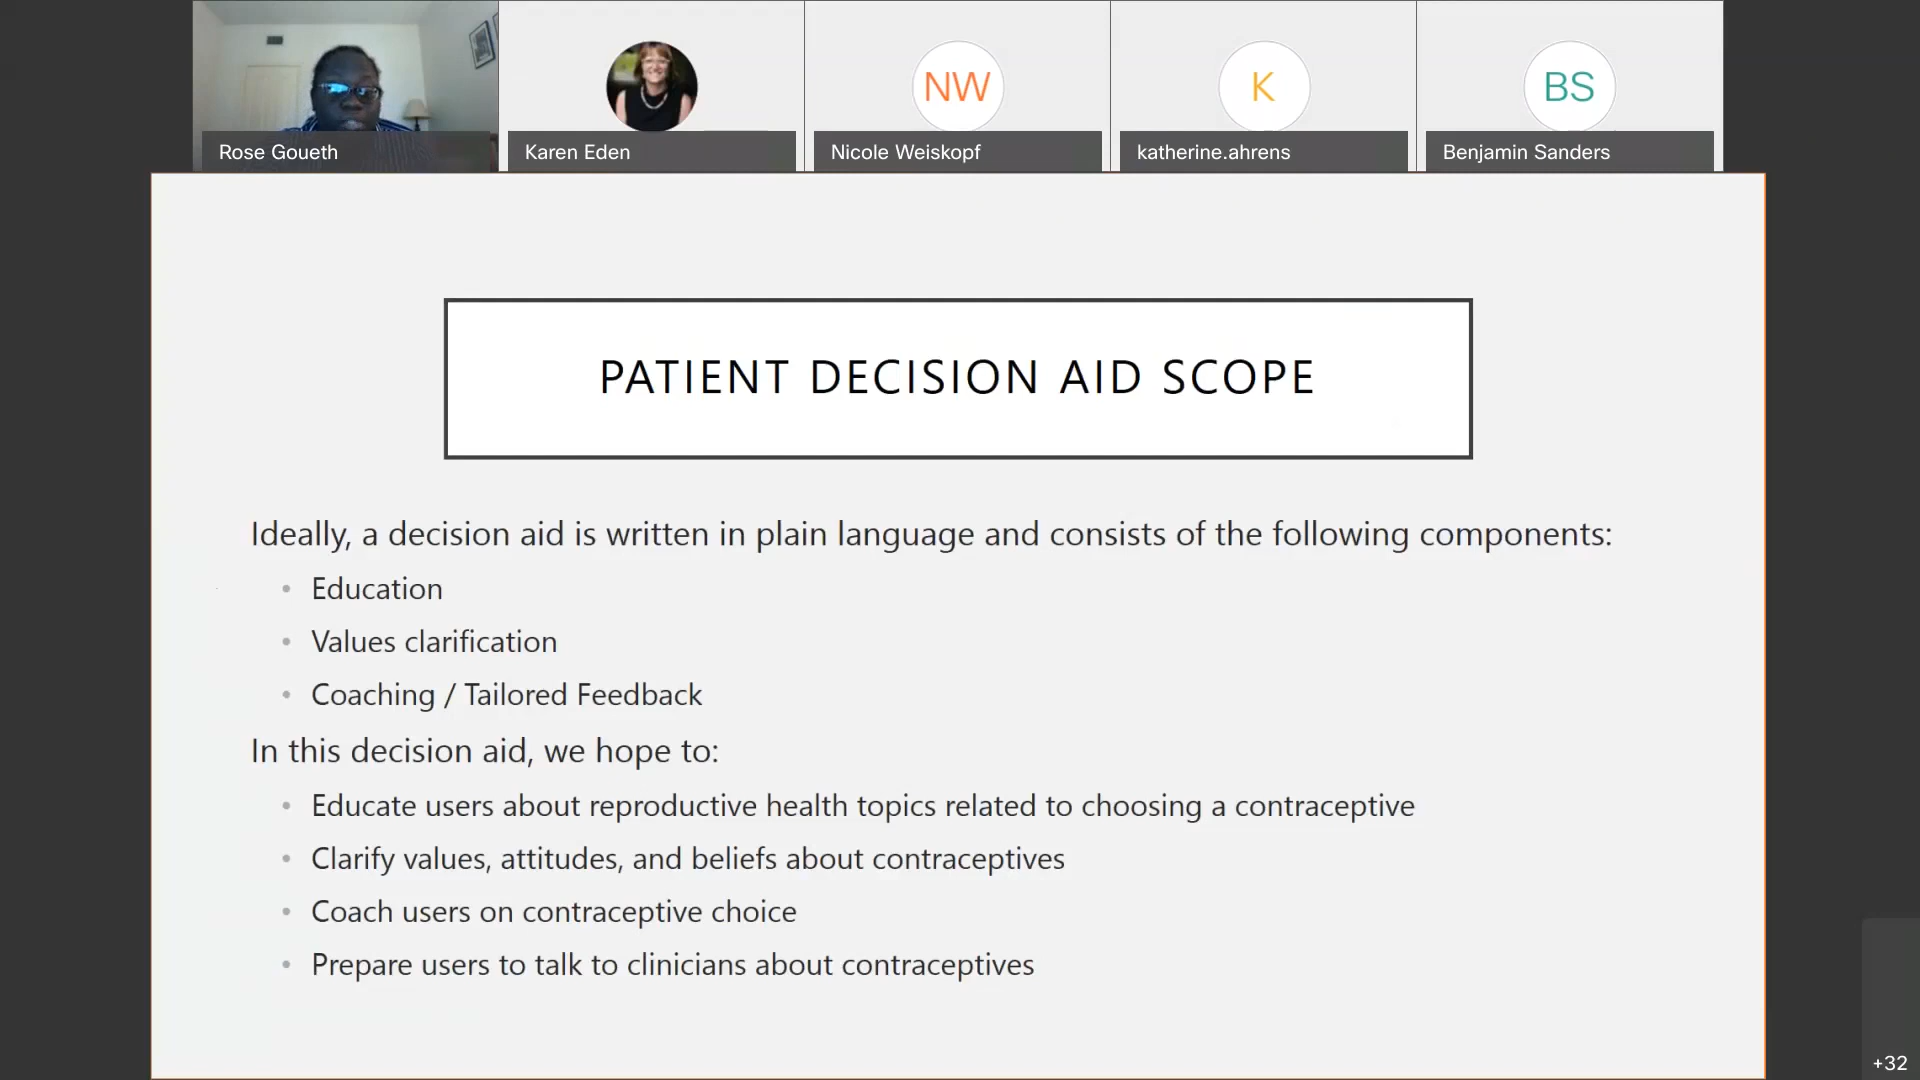 NW
K
BS
Rose Goueth
Karen Eden
Nicole Weiskopf
katherine.ahrens
Benjamin Sanders
PATIENT DECISION AID SCOPE
Ideally, a decision aid is written in plain language and consists of the following components:
• Education
• Values clarification
• Coaching / Tailored Feedback
In this decision aid, we hope to:
• Educate users about reproductive health topics related to choosing a contraceptive
• Clarify values, attitudes, and beliefs about contraceptives
• Coach users on contraceptive choice
• Prepare users to talk to clinicians about contraceptives
+32